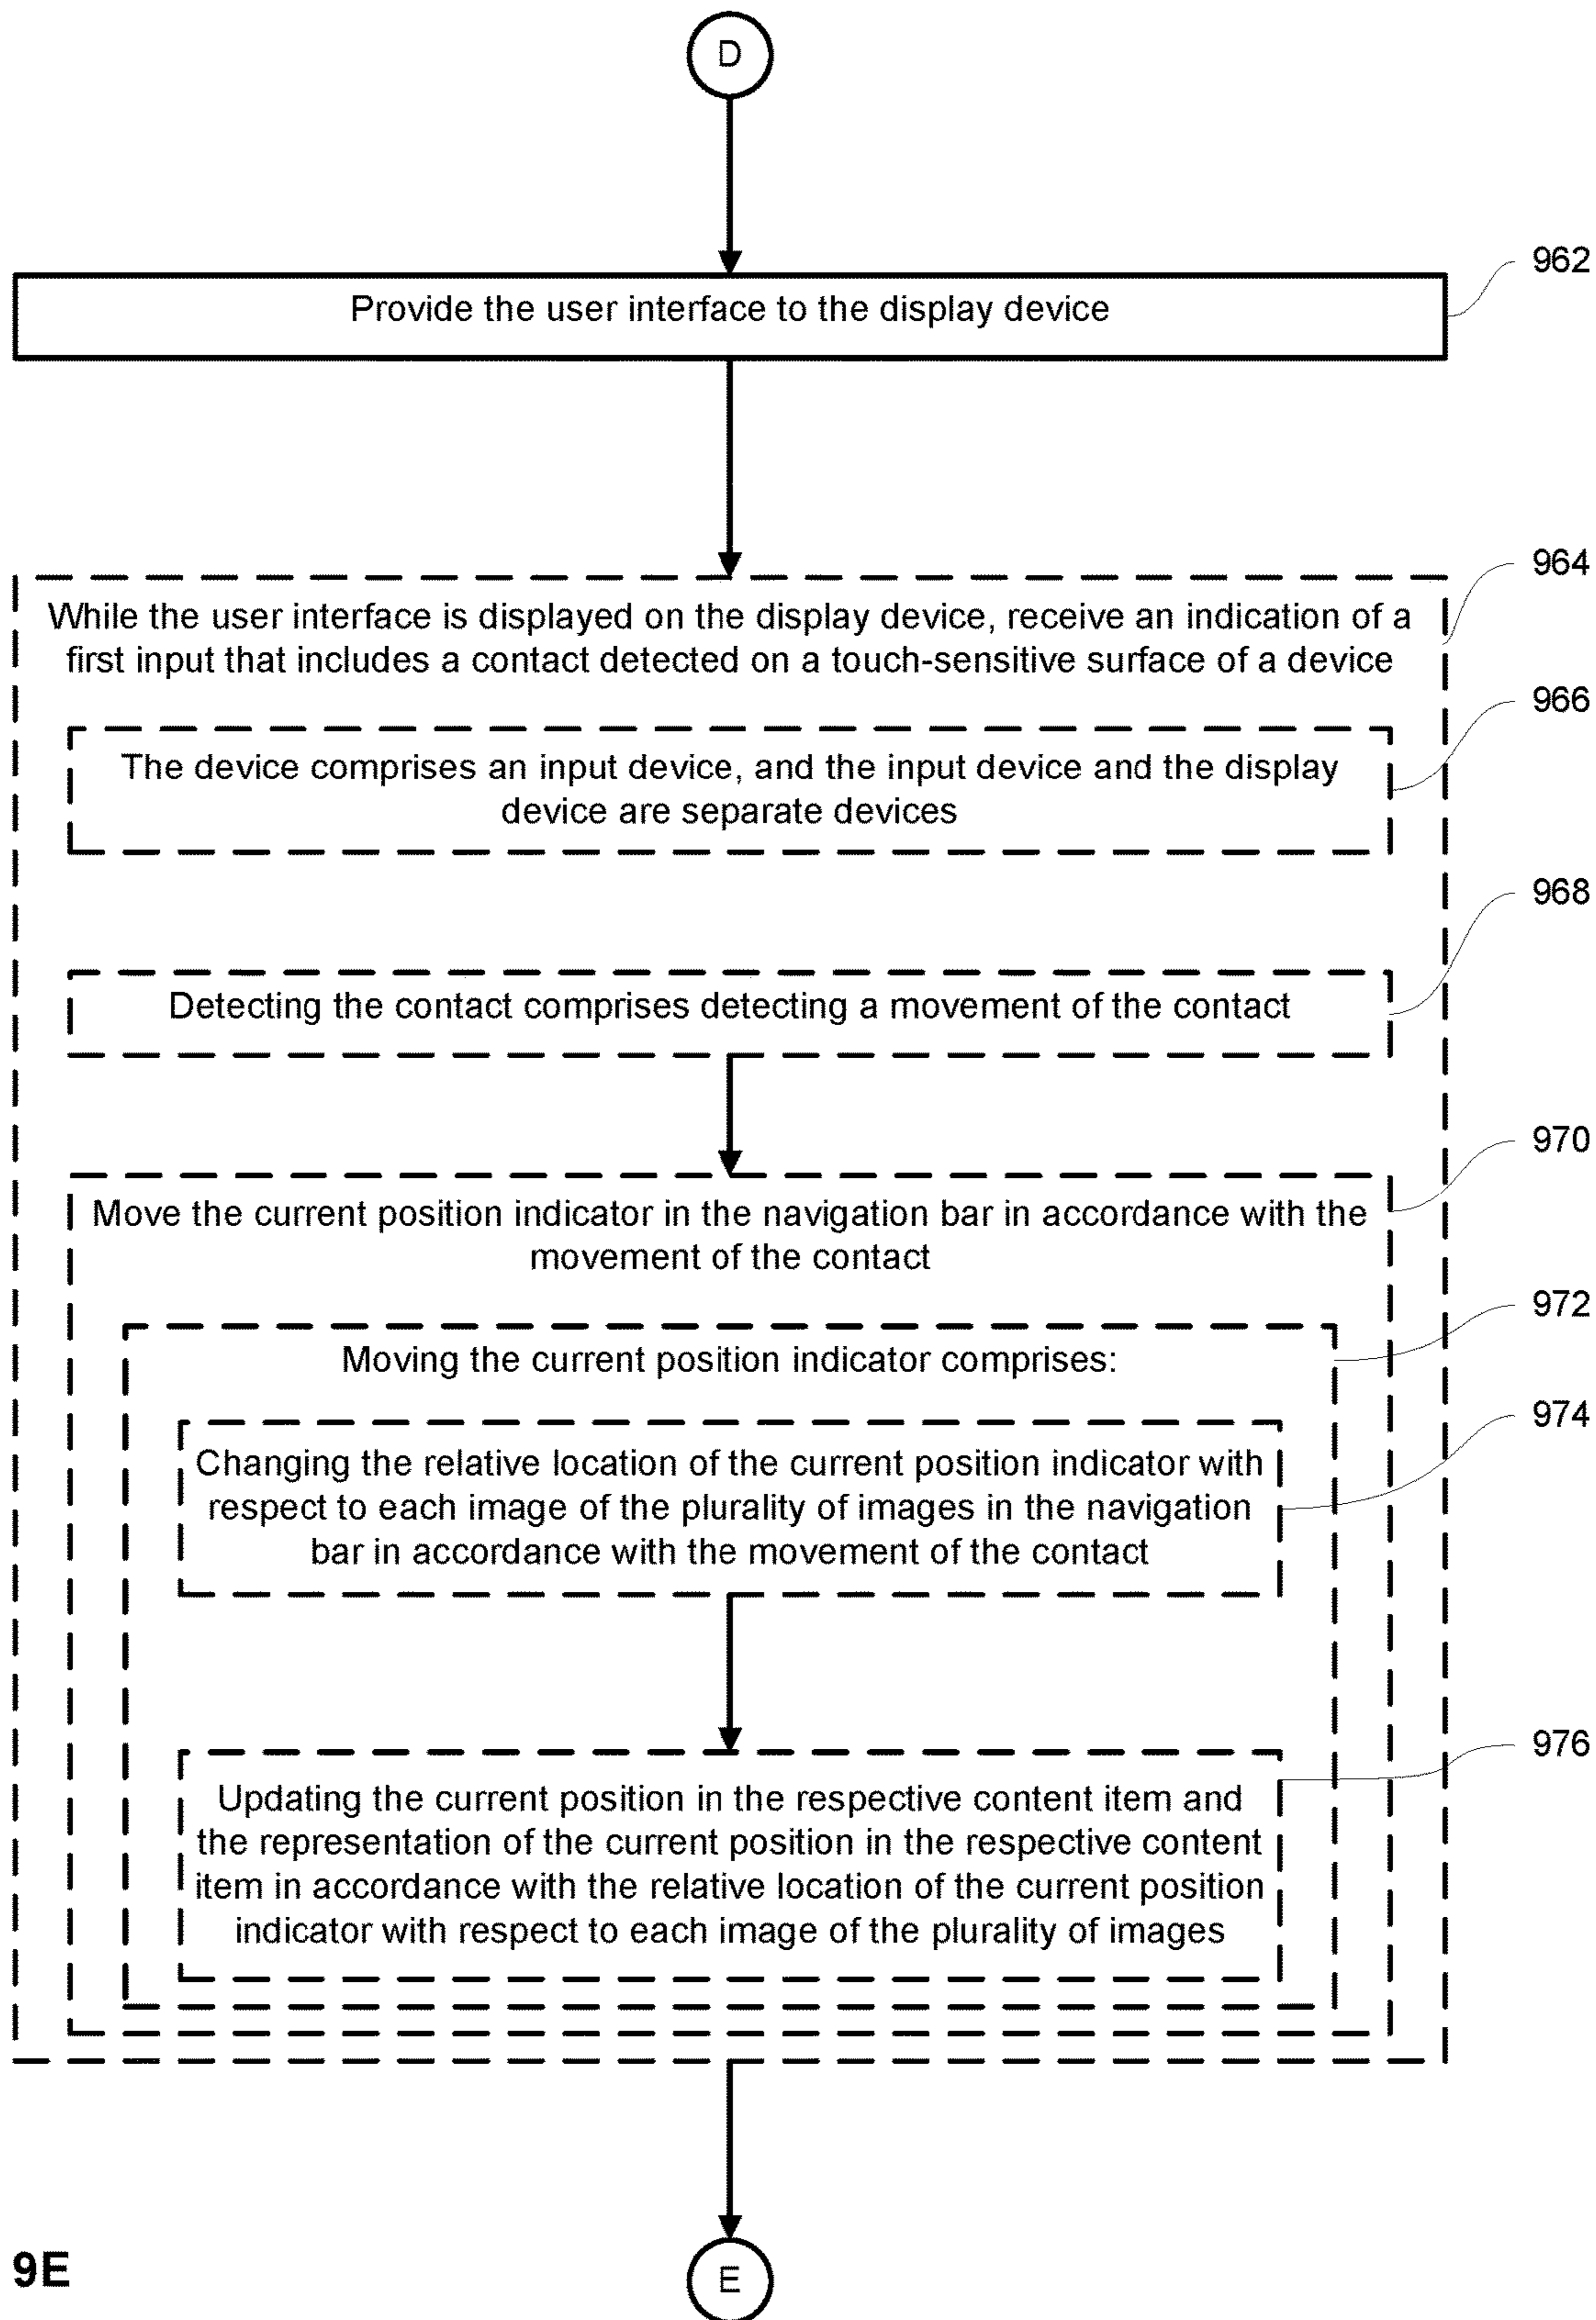 D
Provide the user interface to the display device
962
964
While the user interface is displayed on the display device, receive an indication of a
first input that includes a contact detected on a touch-sensitive surface of a device
966
The device comprises an input device, and the input device and the display
device are separate devices
968
Detecting the contact comprises detecting a movement of the contact
970
Move the current position indicator in the navigation bar in accordance with the
movement of the contact
972
Moving the current position indicator comprises:
974
Changing the relative location of the current position indicator with
respect to each image of the plurality of images in the navigation
bar in accordance with the movement of the contact
976
Updating the current position in the respective content item and
the representation of the current position in the respective content
item in accordance with the relative location of the current position
indicator with respect to each image of the plurality of images
9E
E